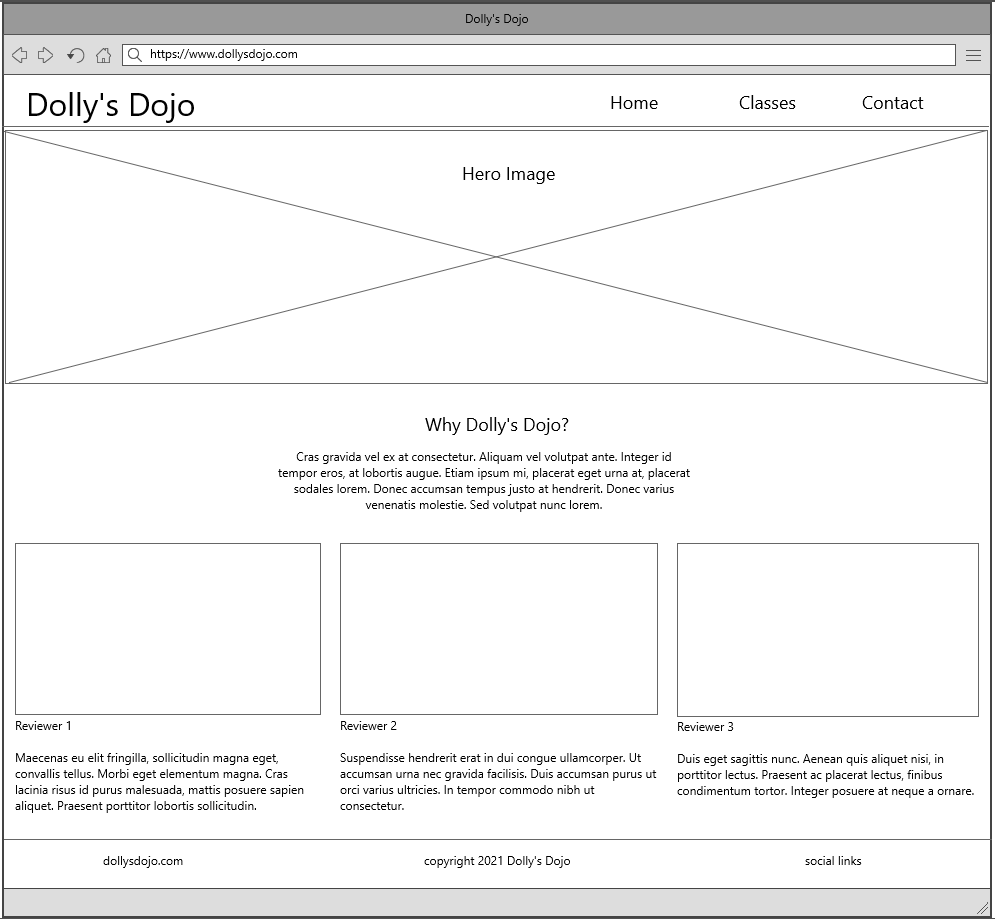 Dolly's Dojo
https://www.dollysdojo.com
Dolly's Dojo
Home
Classes
Contact
Hero Image
Why Dolly's Dojo?
Cras gravida vel ex at consectetur. Aliquam vel volutpat ante. Integer id
tempor eros, at lobortis augue. Etiam ipsum mi, placerat eget urna at, placerat
sodales lorem. Donec accumsan tempus justo at hendrerit. Donec varius
venenatis molestie. Sed volutpat nunc lorem.
Reviewer 1
Maecenas eu elit fringilla, sollicitudin magna eget,
convallis tellus. Morbi eget elementum magna. Cras
lacinia risus id purus malesuada, mattis posuere sapien
aliquet. Praesent porttitor lobortis sollicitudin.
Reviewer 2
Suspendisse hendrerit erat in dui congue ullamcorper. Ut
accumsan urna nec gravida facilisis. Duis accumsan purus ut
orci varius ultricies. In tempor commodo nibh ut
consectetur.
Reviewer 3
Duis eget sagittis nunc. Aenean quis aliquet nisi, in
porttitor lectus. Praesent ac placerat lectus, finibus
condimentum tortor. Integer posuere at neque a ornare.
dollysdojo.com
copyright 2021 Dolly's Dojo
social links